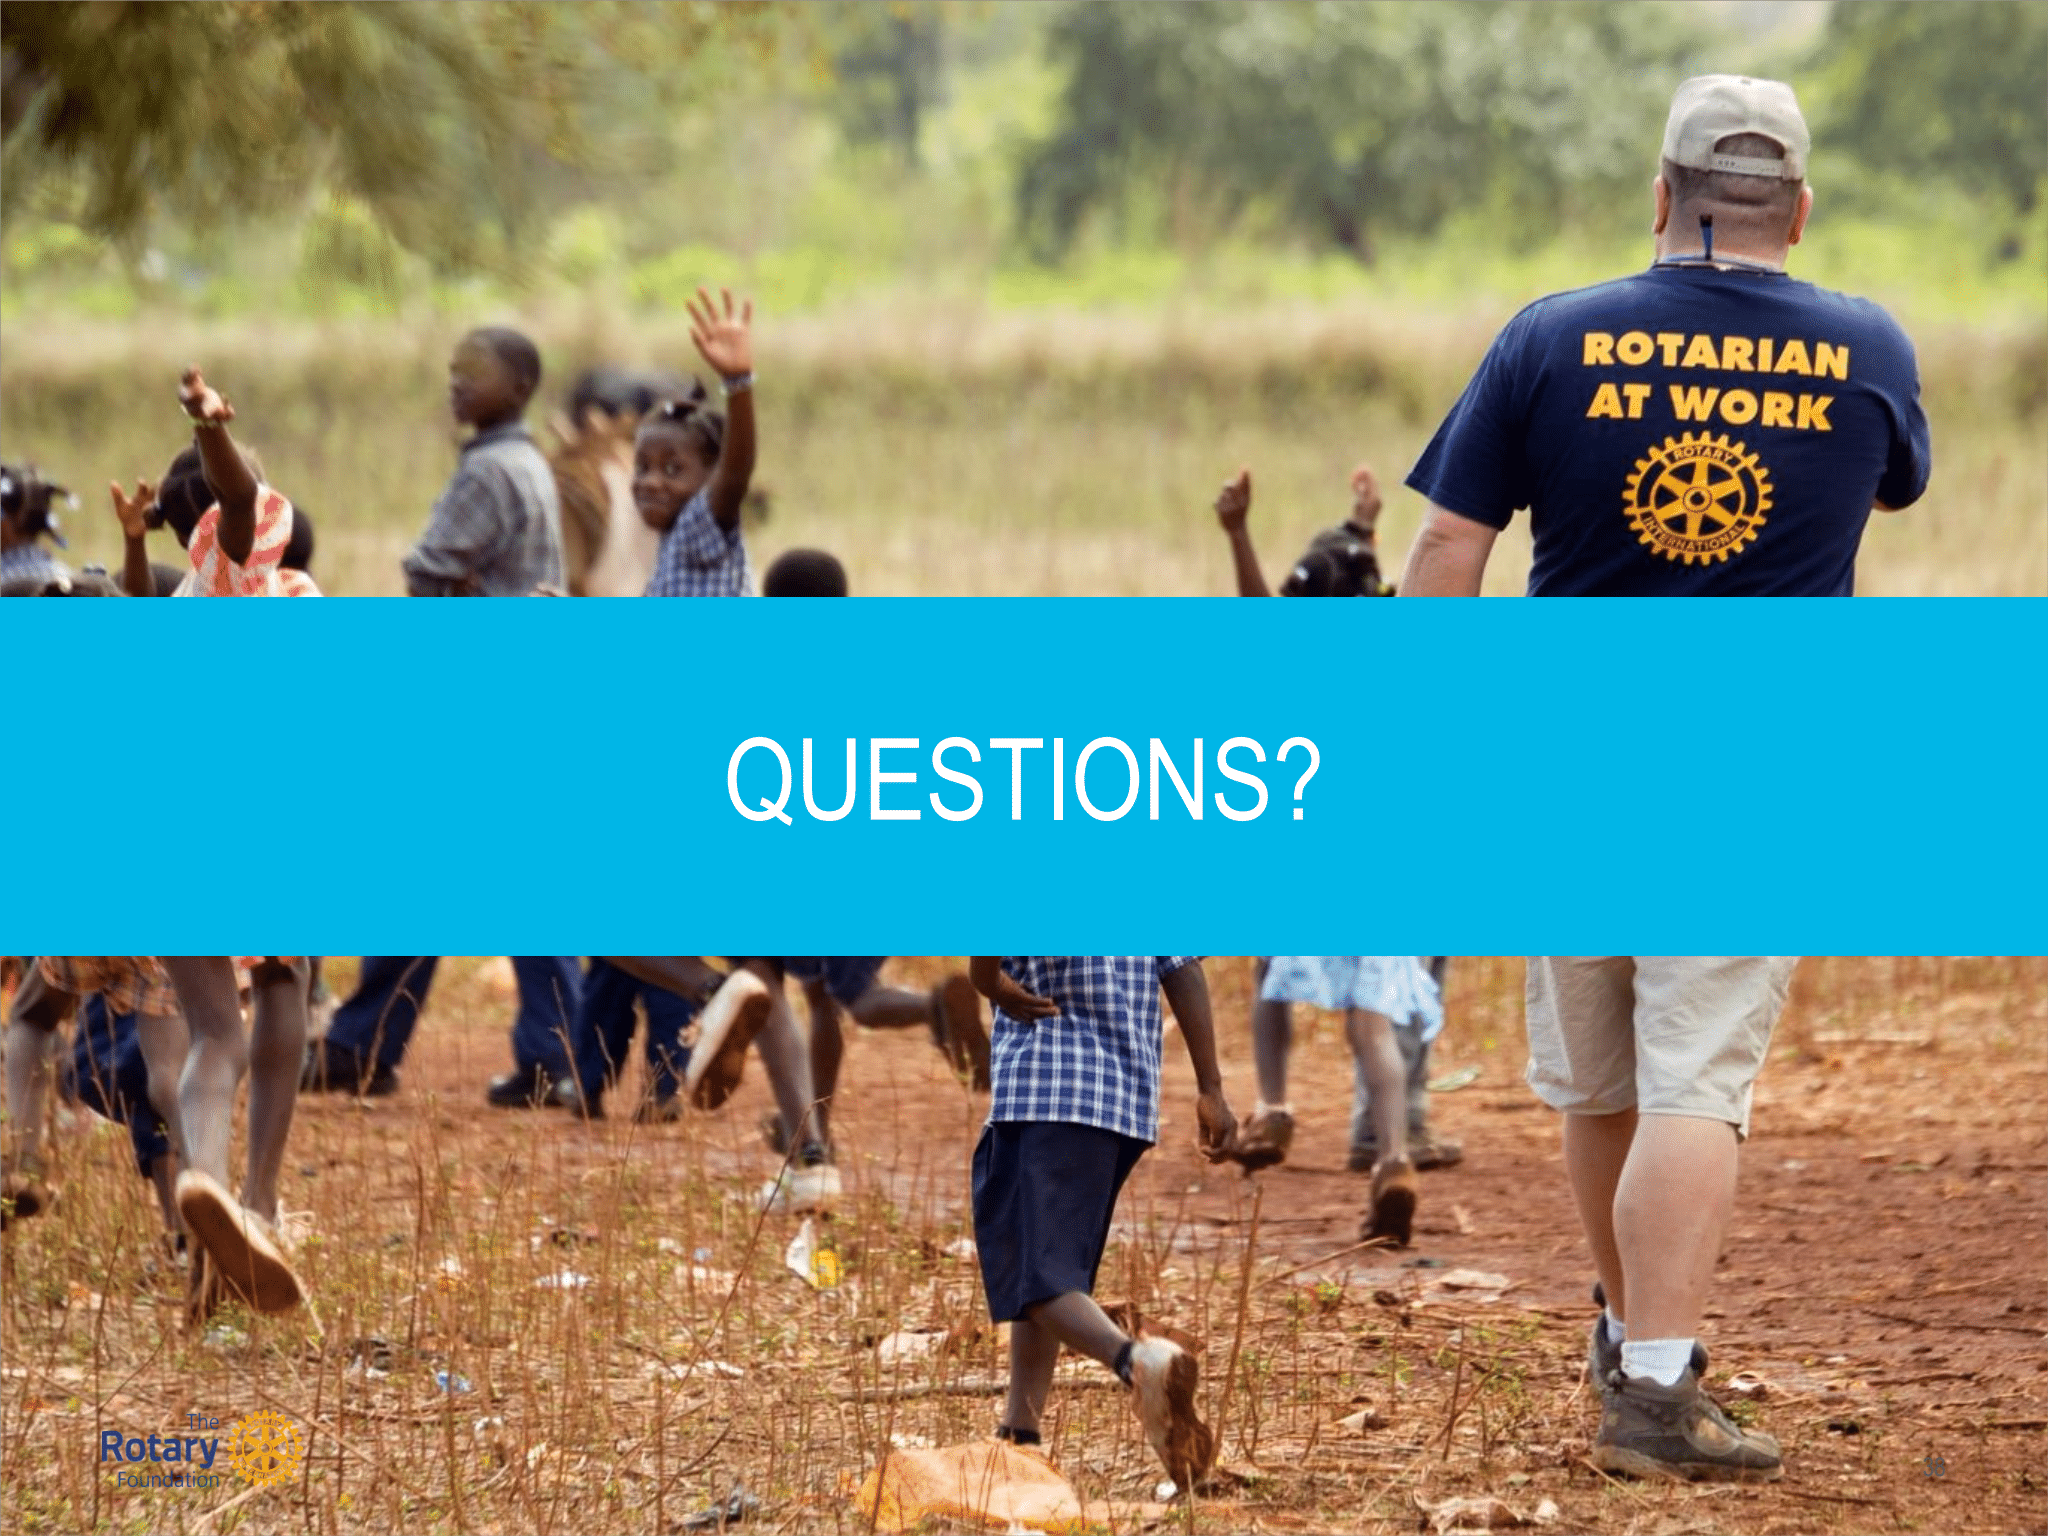 ROTARIAN
AT WORK
ROTARY
INTERNATIONAL
QUESTIONS?
The
Rotary
Foundation